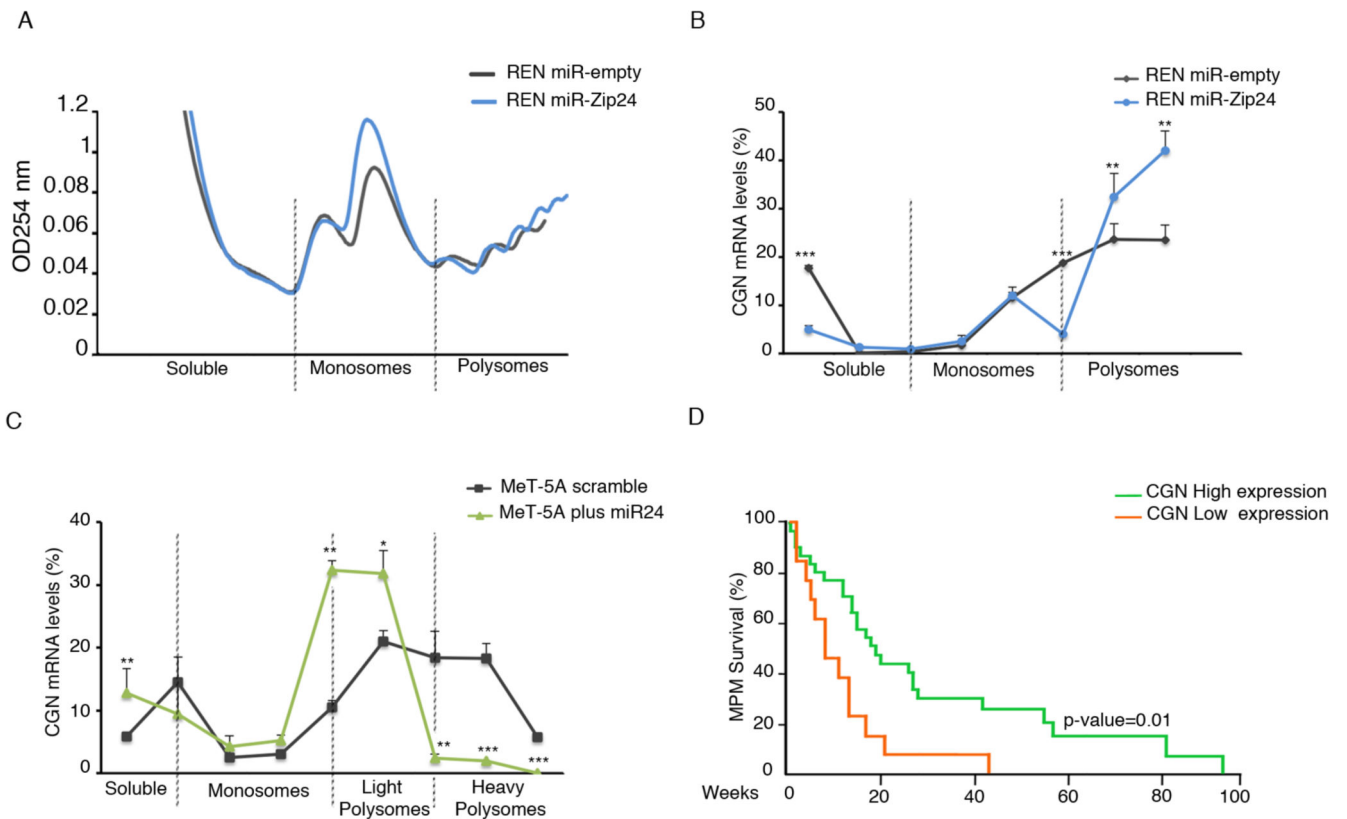 A
REN miR-empty
REN miR-Zip24
OD254 nm
1.2
1
0.08
0.06
0.04
0.02
0
Soluble
Monosomes
Polysomes
B
REN miR-empty
REN miR-Zip24
CGN mRNA levels (%)
50
40
30
20
10
0
***
***
**
**
Soluble
Monosomes
Polysomes
C
MeT-5A scramble
MeT-5A plus miR24
CGN mRNA levels (%)
40
30
20
10
0
**
**
*
**
***
***
Soluble
Monosomes
Light
Polysomes
Heavy
Polysomes
D
CGN High expression
CGN Low expression
MPM Survival (%)
100
80
60
40
20
0
p-value=0.01
Weeks
0
20
40
60
80
100